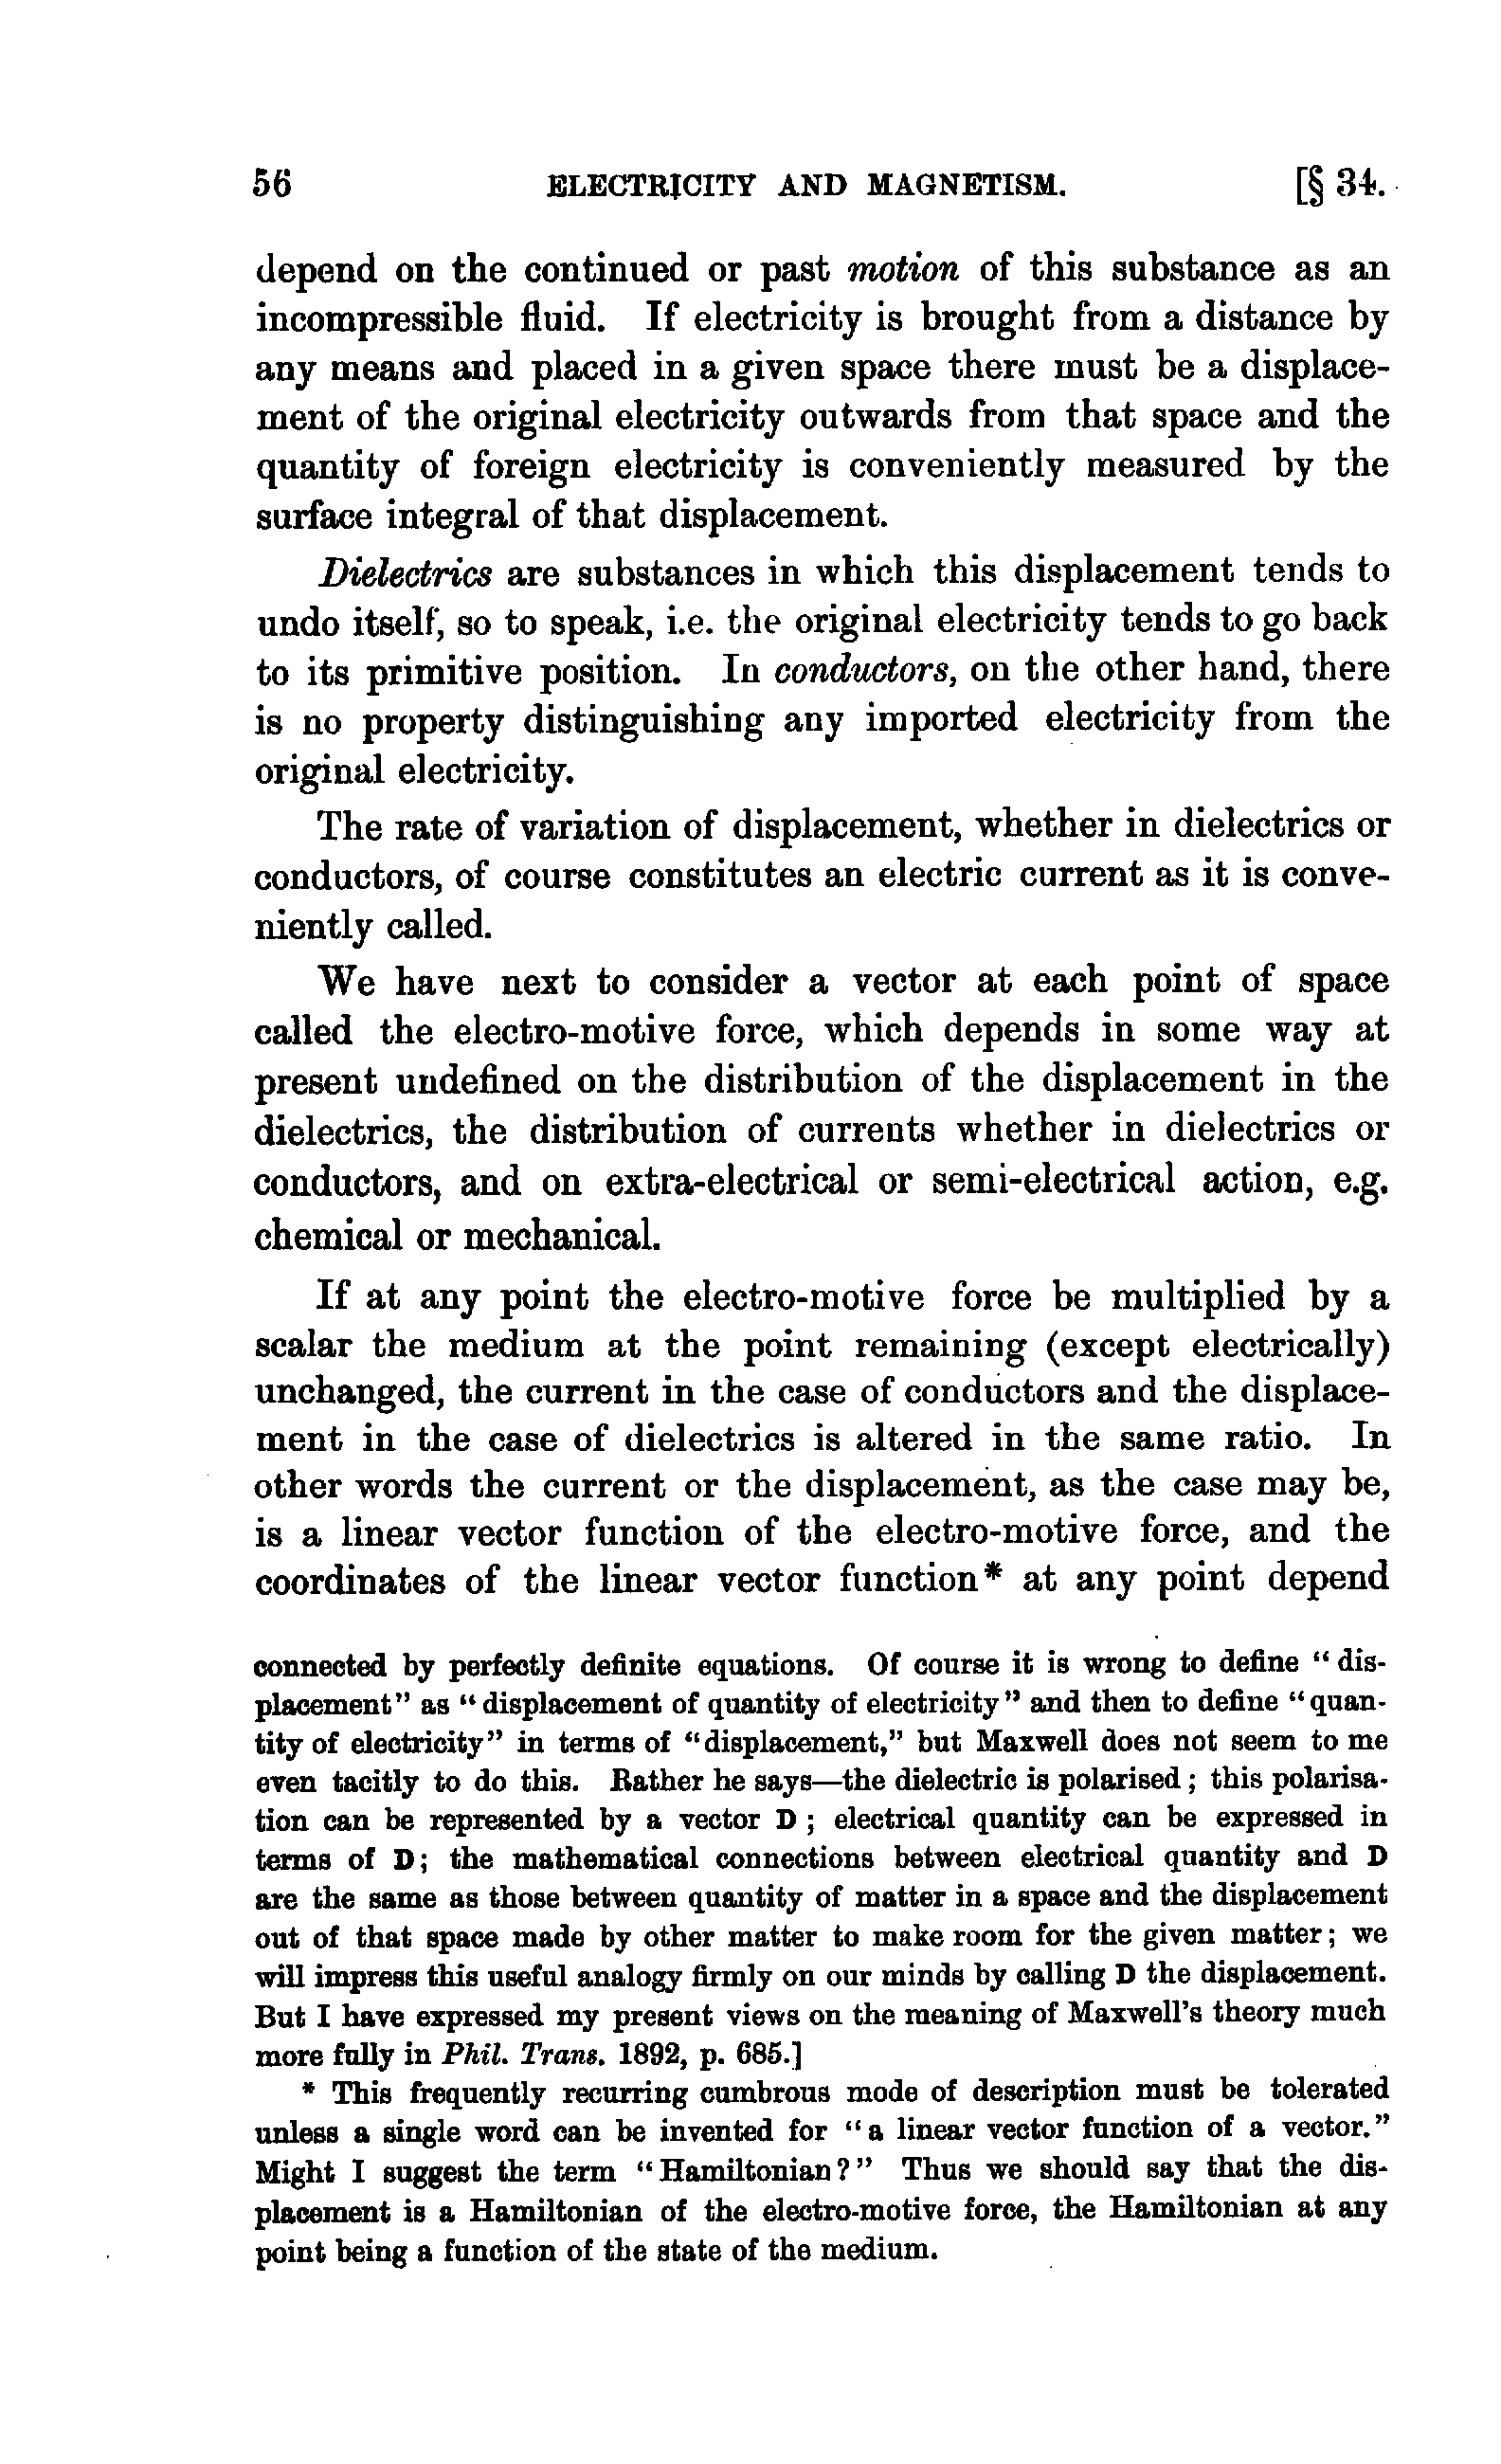 56 ELECTRICITY AND MAGNETISM. [§ 34.
depend on the continued or past motion of this substance as an
incompressible fluid. If electricity is brought from a distance by
any means and placed in a given space there must be a displace-
ment of the original electricity outwards from that space and the
quantity of foreign electricity is conveniently measured by the
surface integral of that displacement.
Dielectrics are substances in which this displacement tends to
undo itself, so to speak, i.e. the original electricity tends to go back
to its primitive position. In conductors, on the other hand, there
is no property distinguishing any imported electricity from the
original electricity.
The rate of variation of displacement, whether in dielectrics or
conductors, of course constitutes an electric current as it is conve-
niently called.
We have next to consider a vector at each point of space
called the electro-motive force, which depends in some way at
present undefined on the distribution of the displacement in the
dielectrics, the distribution of currents whether in dielectrics or
conductors, and on extra-electrical or semi-electrical action, e.g.
chemical or mechanical.
If at any point the electro-motive force be multiplied by a
scalar the medium at the point remaining (except electrically)
unchanged, the current in the case of conductors and the displace-
ment in the case of dielectrics is altered in the same ratio. In
other words the current or the displacement, as the case may be,
is a linear vector function of the electro-motive force, and the
coordinates of the linear vector function* at any point depend
connected by perfectly definite equations. Of course it is wrong to define “dis-
placement” as “displacement of quantity of electricity” and then to define “quan-
tity of electricity” in terms of “displacement,” but Maxwell does not seem to me
even tacitly to do this. Rather he says—the dielectric is polarised; this polarisa-
tion can be represented by a vector D; electrical quantity can be expressed in
terms of D; the mathematical connections between electrical quantity and D
are the same as those between quantity of matter in a space and the displacement
out of that space made by other matter to make room for the given matter; we
will impress this useful analogy firmly on our minds by calling D the displacement.
But I have expressed my present views on the meaning of Maxwell's theory much
more fully in Phil. Trans. 1892, p. 685.]
* This frequently recurring cumbrous mode of description must be tolerated
unless a single word can be invented for “a linear vector function of a vector.”
Might I suggest the term “Hamiltonian?” Thus we should say that the dis-
placement is a Hamiltonian of the electro-motive force, the Hamiltonian at any
point being a function of the state of the medium.